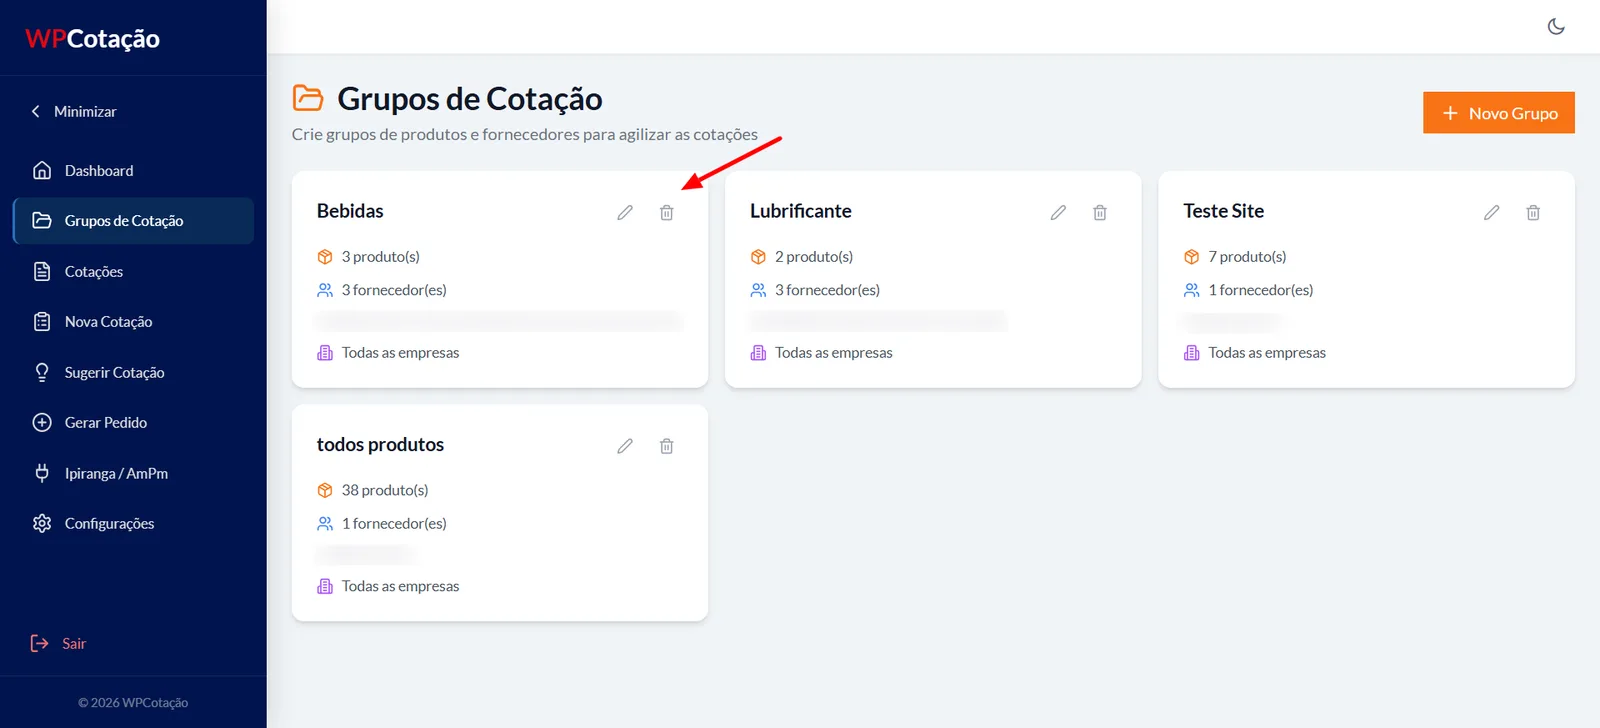 WPCotação
Minimizar
Dashboard
Grupos de Cotação
Cotações
Nova Cotação
Sugerir Cotação
Gerar Pedido
Ipiranga / AmPm
Configurações
Sair
© 2026 WPCotação
Grupos de Cotação
Crie grupos de produtos e fornecedores para agilizar as cotações
Novo Grupo
Bebidas
3 produto(s)
3 fornecedor(es)
Todas as empresas
Lubrificante
2 produto(s)
3 fornecedor(es)
Todas as empresas
Teste Site
7 produto(s)
1 fornecedor(es)
Todas as empresas
todos produtos
38 produto(s)
1 fornecedor(es)
Todas as empresas